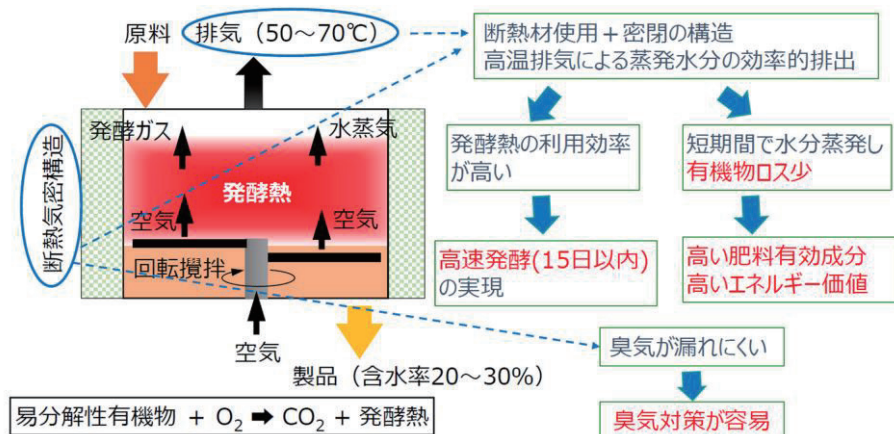 原料
排気（50～70℃）
断熱材使用＋密閉の構造
高温排気による蒸発水分の効率的排出
発酵ガス
水蒸気
発酵熱の利用効率
が高い
短期間で水分蒸発し
有機物ロス少
断熱気密構造
発酵熱
空気
空気
回転攪拌
高速発酵(15日以内)
の実現
高い肥料有効成分
高いエネルギー価値
空気
臭気が漏れにくい
製品（含水率20～30%）
易分解性有機物 + O₂ ➡ CO₂ + 発酵熱
臭気対策が容易